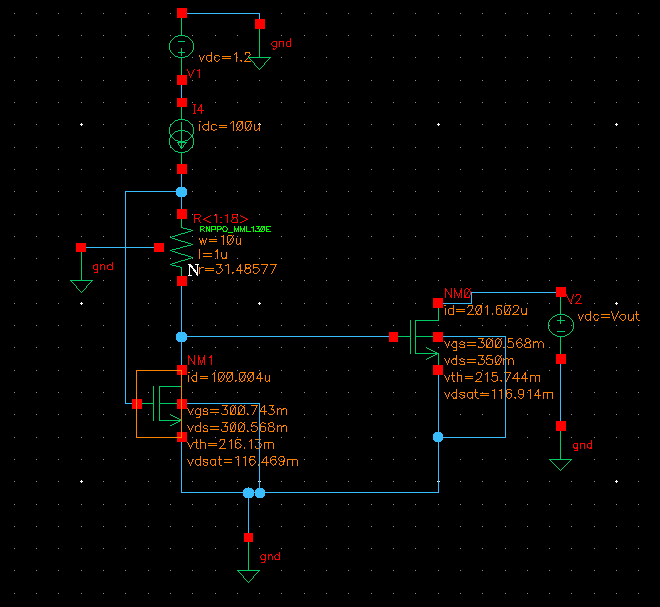 gnd
vdc=1.2
V1
I4
idc=100u
R<1:15>
RNPPO_MML130E
w=10u
l=1u
r=31.48577
N
gnd
NM0
id=201.602u
V2
vdc=Vout
vgs=300.568m
vds=350m
vth=215.744m
vdsat=116.914m
NM1
id=100.004u
vgs=300.743m
vds=300.568m
vth=216.13m
vdsat=116.469m
gnd
gnd